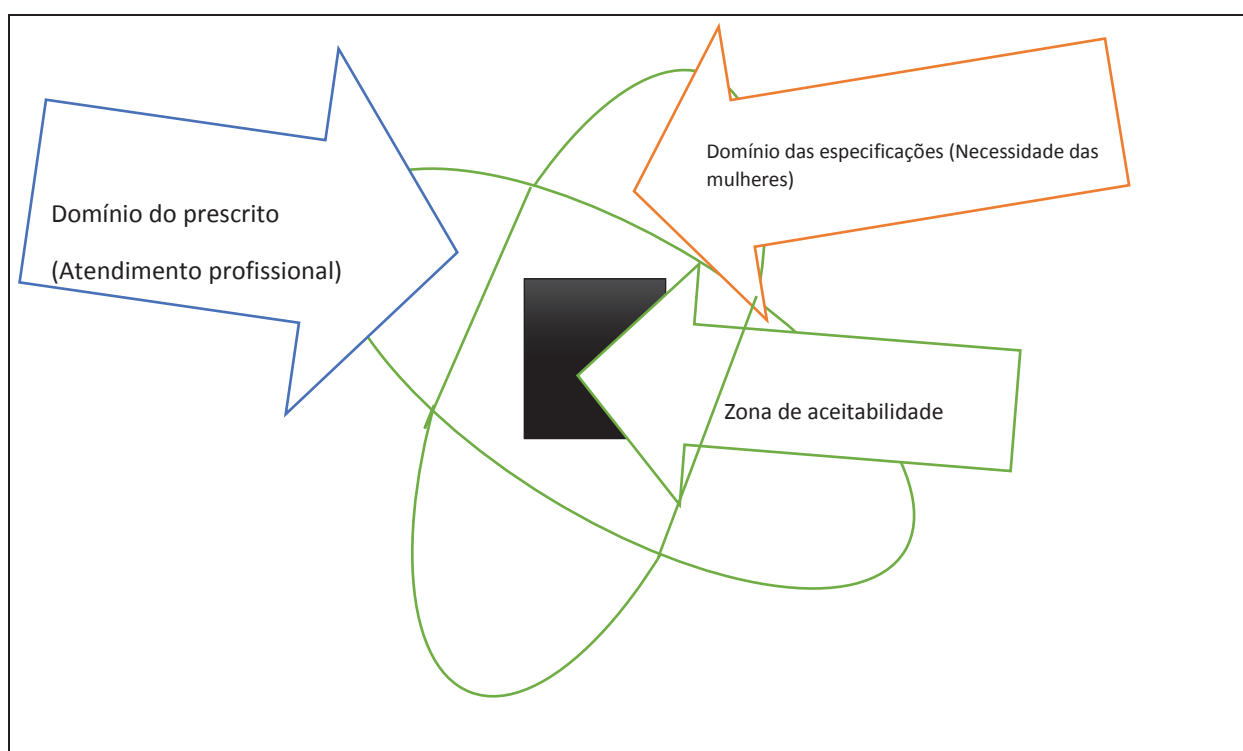 Domínio do prescrito
(Atendimento profissional)
Domínio das especificações (Necessidade das
mulheres)
Zona de aceitabilidade